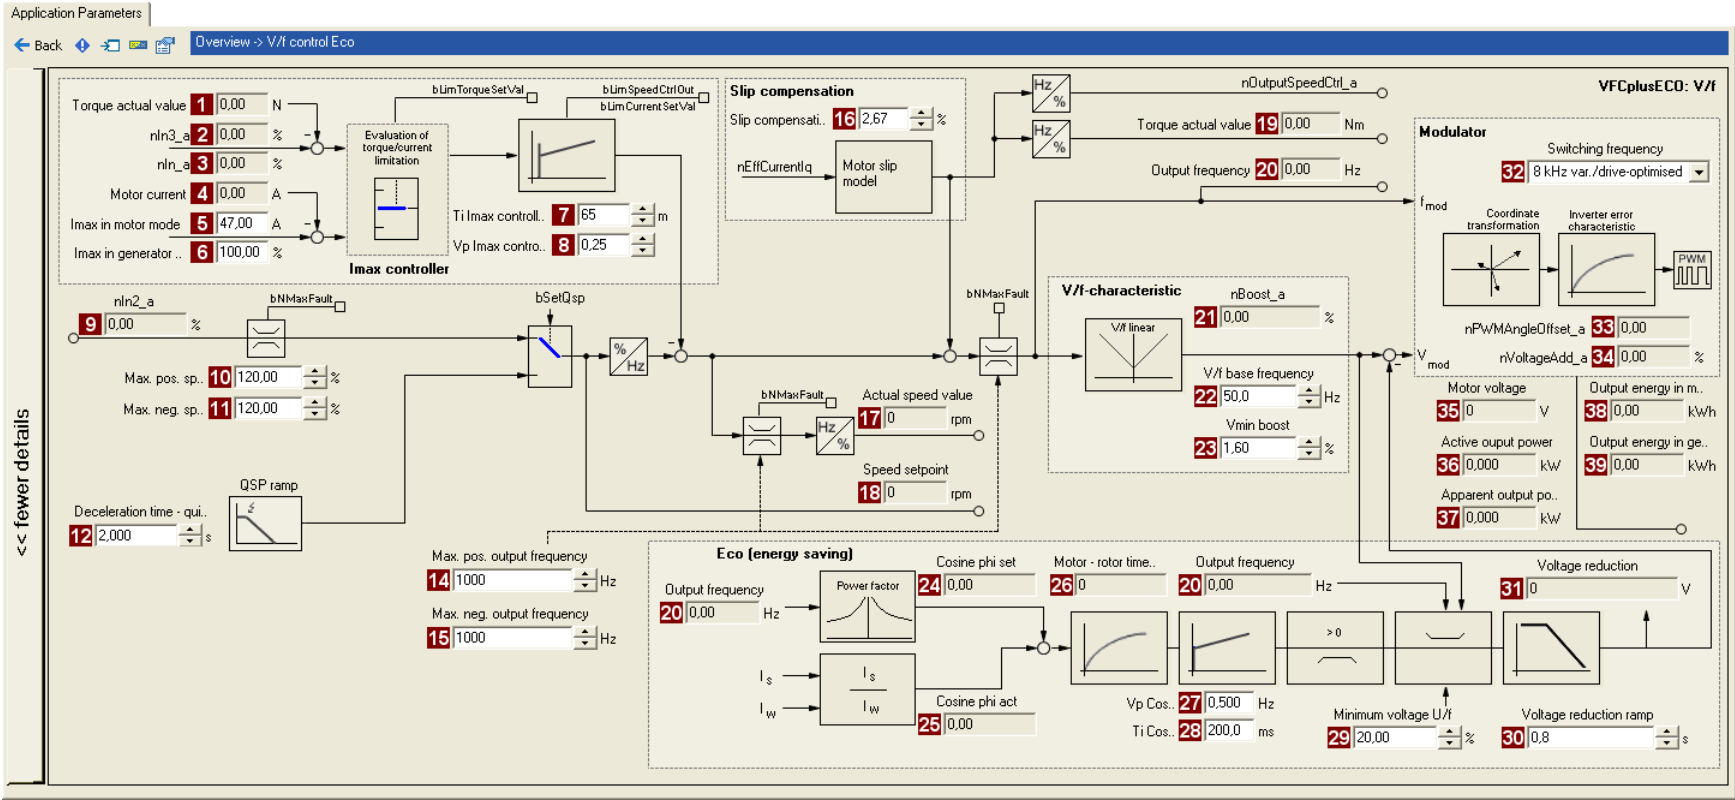 Application Parameters
Back
Overview -> V/f control Eco
<< fewer details
VFCplusECO: V/f
Torque actual value 1 0,00 N
nIn3_a 2 0,00 %
nIn_a 3 0,00 %
Motor current 4 0,00 A
Imax in motor mode 5 47,00 A
Imax in generator .. 6 100,00 %
bLimTorqueSetVal
Evaluation of
torque/current
limitation
bLimSpeedCtrlOut
bLimCurrentSetVal
Ti Imax controll.. 7 65 m
Vp Imax contro.. 8 0,25
Imax controller
Slip compensation
Slip compensati.. 16 2,67 %
nEffCurrentIq
Motor slip
model
Hz
%
Hz
%
nOutputSpeedCtrl_a
Torque actual value 19 0,00 Nm
Output frequency 20 0,00 Hz
Modulator
Switching frequency
32 8 kHz var./drive-optimised
fmod
Coordinate
transformation
Inverter error
characteristic
PWM
nPWMAngleOffset_a 33 0,00
Vmod
nVoltageAdd_a 34 0,00 %
nIn2_a
9 0,00 %
bNMaxFault
Max. pos. sp.. 10 120,00 %
Max. neg. sp.. 11 120,00 %
bSetQsp
%
Hz
bNMaxFault
Hz
%
Actual speed value
17 0 rpm
Speed setpoint
18 0 rpm
bNMaxFault
V/f-characteristic
V/f linear
nBoost_a
21 0,00 %
V/f base frequency
22 50,0 Hz
Vmin boost
23 1,60 %
Motor voltage
35 0 V
Output energy in m..
38 0,00 kWh
Active ouput power
36 0,000 kW
Output energy in ge..
39 0,00 kWh
Apparent output po..
37 0,000 kW
QSP ramp
Deceleration time - qui..
12 2,000 s
Max. pos. output frequency
14 1000 Hz
Max. neg. output frequency
15 1000 Hz
Eco (energy saving)
Output frequency
20 0,00 Hz
Power factor
Cosine phi set
24 0,00
Motor - rotor time..
26 0
Output frequency
20 0,00 Hz
Voltage reduction
31 0 V
> 0
Is
Iw
Is
Iw
Cosine phi act
25 0,00
Vp Cos.. 27 0,500 Hz
Ti Cos.. 28 200,0 ms
Minimum voltage U/f
29 20,00 %
Voltage reduction ramp
30 0,8 s